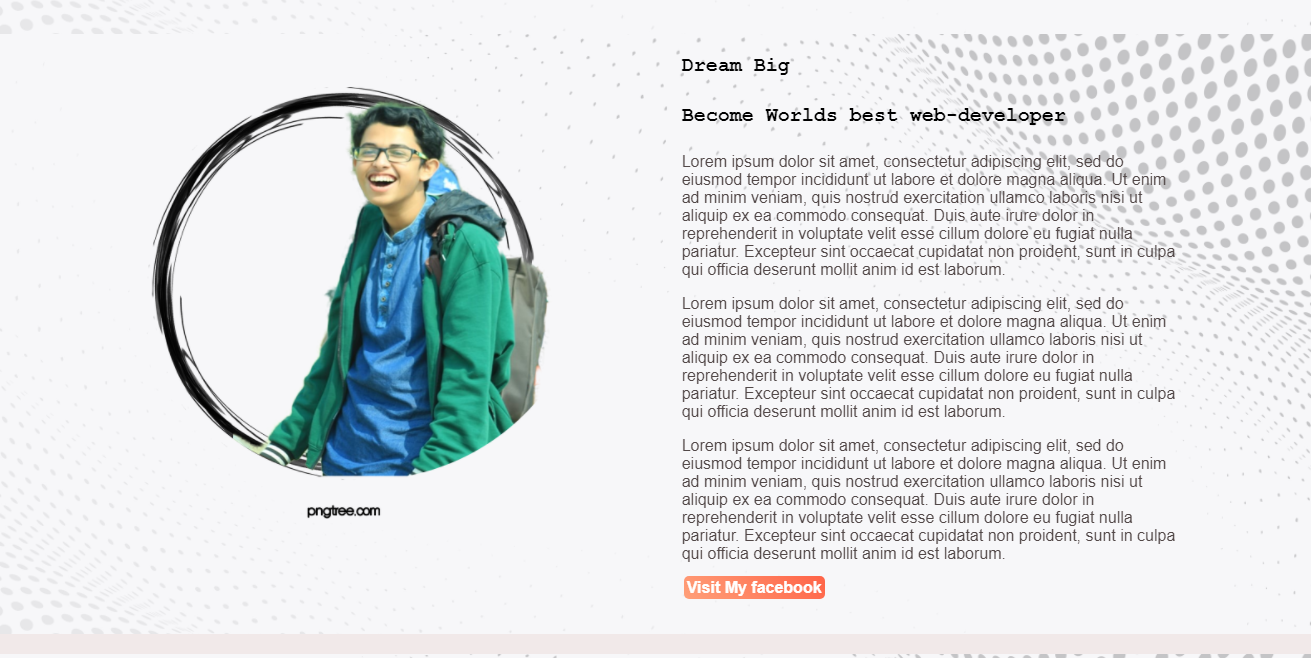 Dream Big
Become Worlds best web-developer
Lorem ipsum dolor sit amet, consectetur adipiscing elit, sed do
eiusmod tempor incididunt ut labore et dolore magna aliqua. Ut enim
ad minim veniam, quis nostrud exercitation ullamco laboris nisi ut
aliquip ex ea commodo consequat. Duis aute irure dolor in
reprehenderit in voluptate velit esse cillum dolore eu fugiat nulla
pariatur. Excepteur sint occaecat cupidatat non proident, sunt in culpa
qui officia deserunt mollit anim id est laborum.
Lorem ipsum dolor sit amet, consectetur adipiscing elit, sed do
eiusmod tempor incididunt ut labore et dolore magna aliqua. Ut enim
ad minim veniam, quis nostrud exercitation ullamco laboris nisi ut
aliquip ex ea commodo consequat. Duis aute irure dolor in
reprehenderit in voluptate velit esse cillum dolore eu fugiat nulla
pariatur. Excepteur sint occaecat cupidatat non proident, sunt in culpa
qui officia deserunt mollit anim id est laborum.
Lorem ipsum dolor sit amet, consectetur adipiscing elit, sed do
eiusmod tempor incididunt ut labore et dolore magna aliqua. Ut enim
ad minim veniam, quis nostrud exercitation ullamco laboris nisi ut
aliquip ex ea commodo consequat. Duis aute irure dolor in
reprehenderit in voluptate velit esse cillum dolore eu fugiat nulla
pariatur. Excepteur sint occaecat cupidatat non proident, sunt in culpa
qui officia deserunt mollit anim id est laborum.
Visit My facebook
pngtree.com